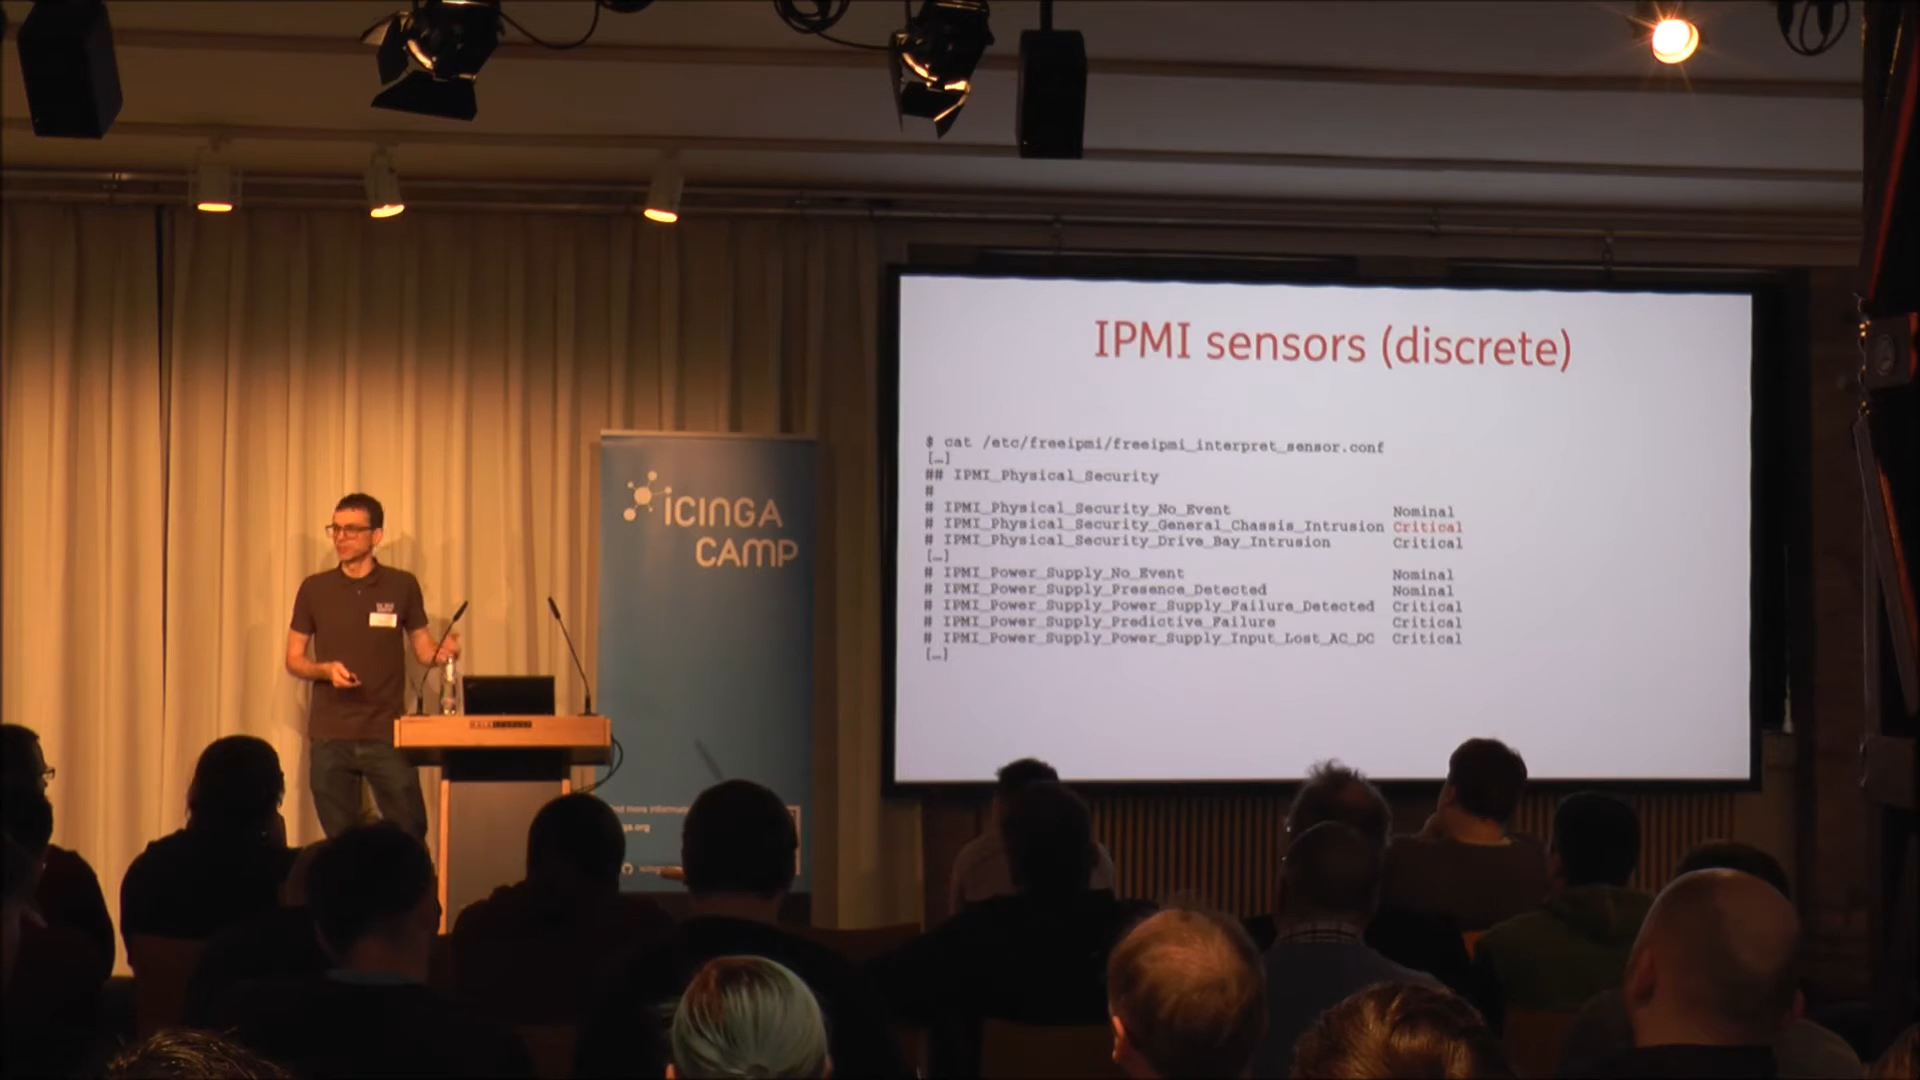 IPMI sensors (discrete)
$ cat /etc/freeipmi/freeipmi_interpret_sensor.conf
[…]
## IPMI_Physical_Security
#
# IPMI_Physical_Security_No_Event Nominal
# IPMI_Physical_Security_General_Chassis_Intrusion Critical
# IPMI_Physical_Security_Drive_Bay_Intrusion Critical
[…]
# IPMI_Power_Supply_No_Event Nominal
# IPMI_Power_Supply_Presence_Detected Nominal
# IPMI_Power_Supply_Power_Supply_Failure_Detected Critical
# IPMI_Power_Supply_Predictive_Failure Critical
# IPMI_Power_Supply_Power_Supply_Input_Lost_AC_DC Critical
[…]
ICINGA
CAMP
more